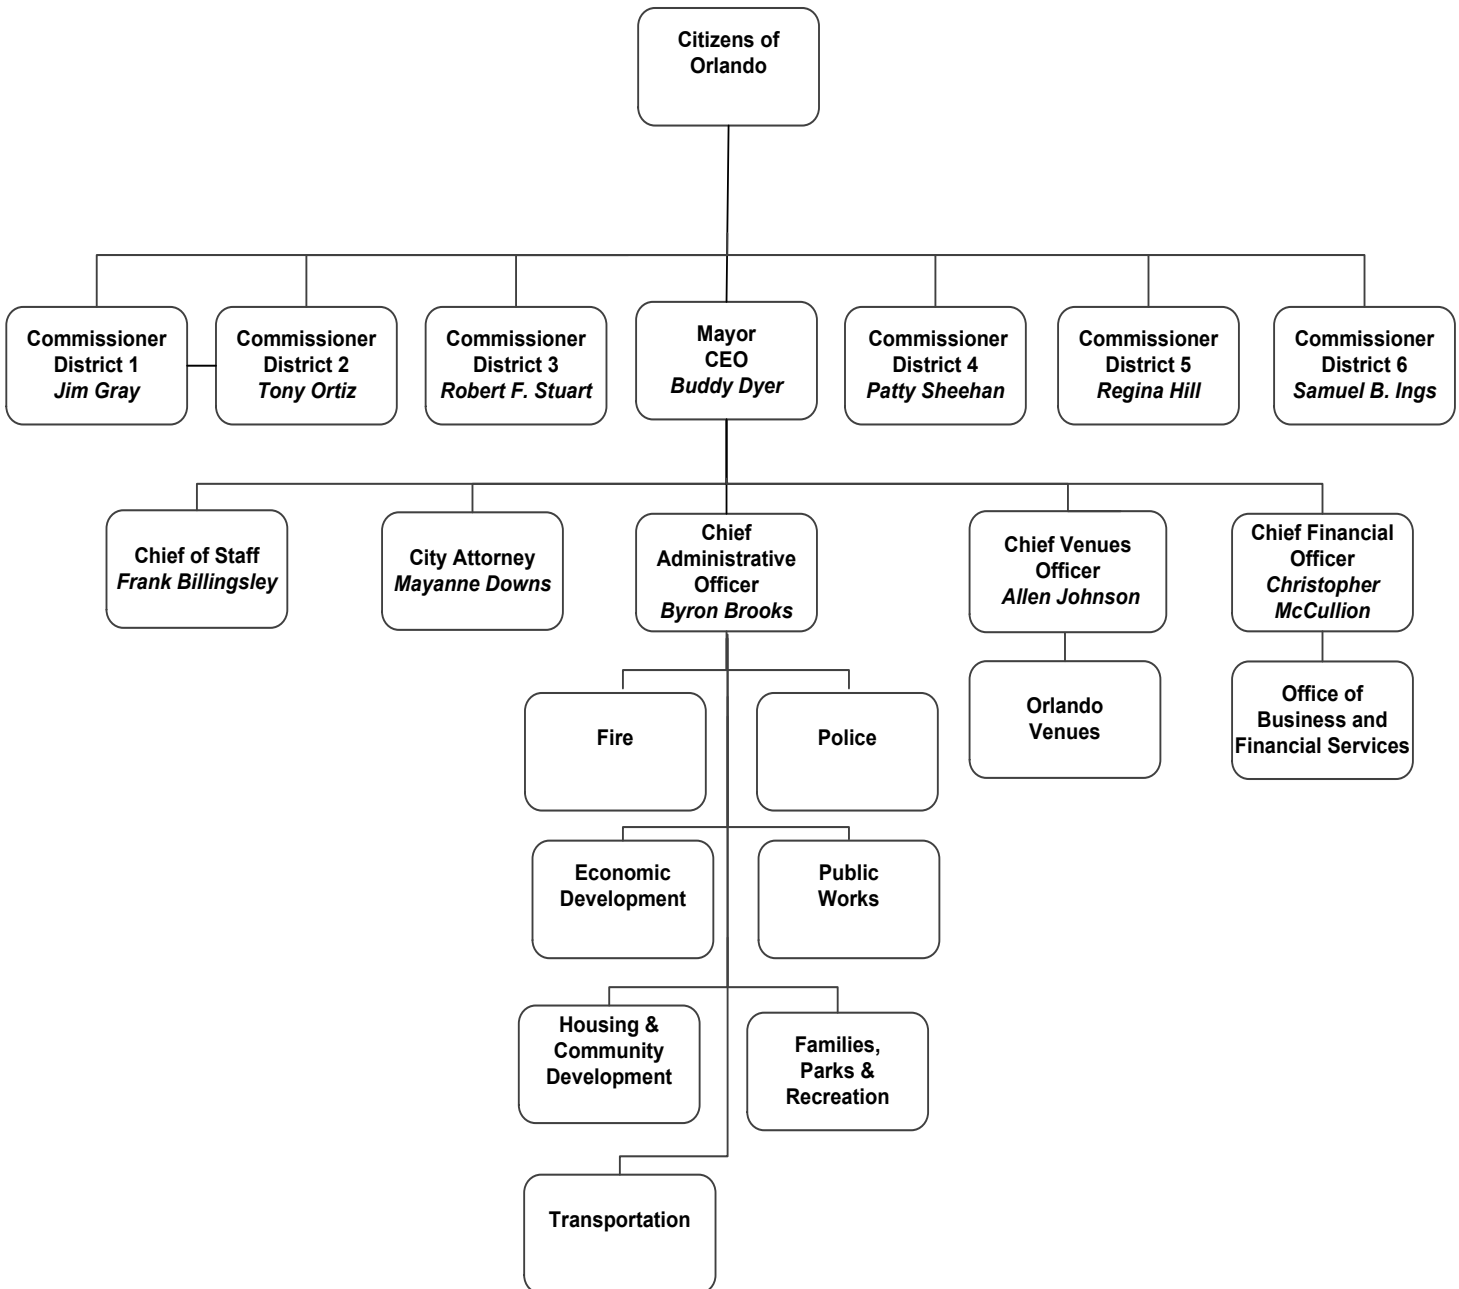 Citizens of
Orlando
Commissioner
District 1
Jim Gray
Commissioner
District 2
Tony Ortiz
Commissioner
District 3
Robert F. Stuart
Mayor
CEO
Buddy Dyer
Commissioner
District 4
Patty Sheehan
Commissioner
District 5
Regina Hill
Commissioner
District 6
Samuel B. Ings
Chief of Staff
Frank Billingsley
City Attorney
Mayanne Downs
Chief
Administrative
Officer
Byron Brooks
Chief Venues
Officer
Allen Johnson
Chief Financial
Officer
Christopher
McCullion
Fire
Police
Orlando
Venues
Office of
Business and
Financial Services
Economic
Development
Public
Works
Housing &
Community
Development
Families,
Parks &
Recreation
Transportation